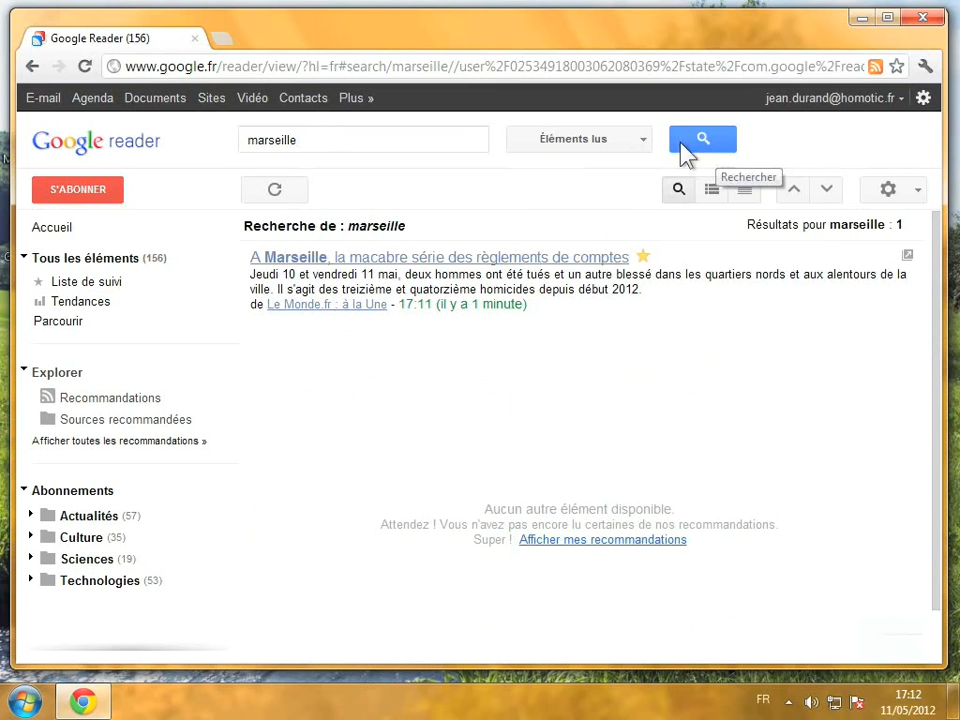 Google Reader (156)
www.google.fr/reader/view/?hl=fr#search/marseille//user%2F02534918003062080369%2Fstate%2Fcom.google%2Freac
E-mail Agenda Documents Sites Vidéo Contacts Plus » jean.durand@homotic.fr
Google reader marseille Éléments lus
Rechercher
S'ABONNER
Accueil
Recherche de : marseille Résultats pour marseille : 1
Tous les éléments (156)
Liste de suivi
Tendances
Parcourir
A Marseille, la macabre série des règlements de comptes
Jeudi 10 et vendredi 11 mai, deux hommes ont été tués et un autre blessé dans les quartiers nords et aux alentours de la
ville. Il s'agit des treizième et quatorzième homicides depuis début 2012.
de Le Monde.fr : à la Une - 17:11 (il y a 1 minute)
Explorer
Recommandations
Sources recommandées
Afficher toutes les recommandations »
Abonnements
Actualités (57)
Culture (35)
Sciences (19)
Technologies (53)
Aucun autre élément disponible.
Attendez ! Vous n'avez pas encore lu certaines de nos recommandations.
Super ! Afficher mes recommandations
FR
17:12
11/05/2012